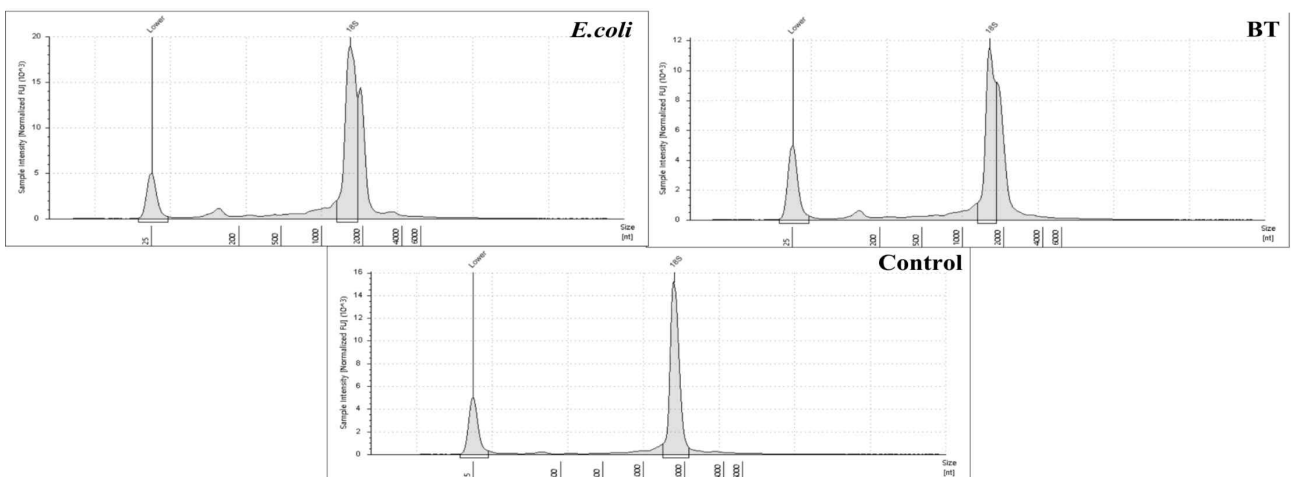 E.coli
Lower
18S
Sample Intensity [Normalized FU] (10^3)
20
15
10
5
0
25
200
500
1000
2000
4000
6000
Size
[nt]
BT
Lower
18S
Sample Intensity [Normalized FU] (10^3)
12
10
8
6
4
2
0
25
200
500
1000
2000
4000
6000
Size
[nt]
Control
Lower
18S
Sample Intensity [Normalized FU] (10^3)
16
14
12
10
8
6
4
2
0
Size
[nt]